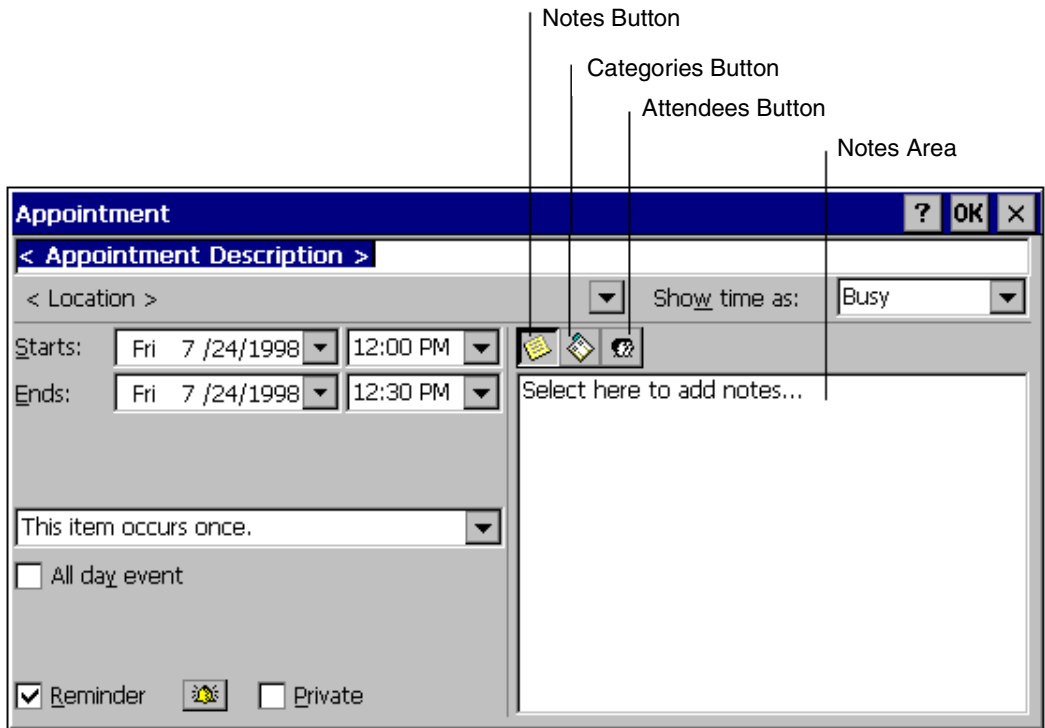 Notes Button
Categories Button
Attendees Button
Notes Area
Appointment ? OK ×
< Appointment Description >
< Location > Show time as: Busy
Starts: Fri 7 /24/1998 12:00 PM
Ends: Fri 7 /24/1998 12:30 PM
Select here to add notes...
This item occurs once.
All day event
Reminder Private